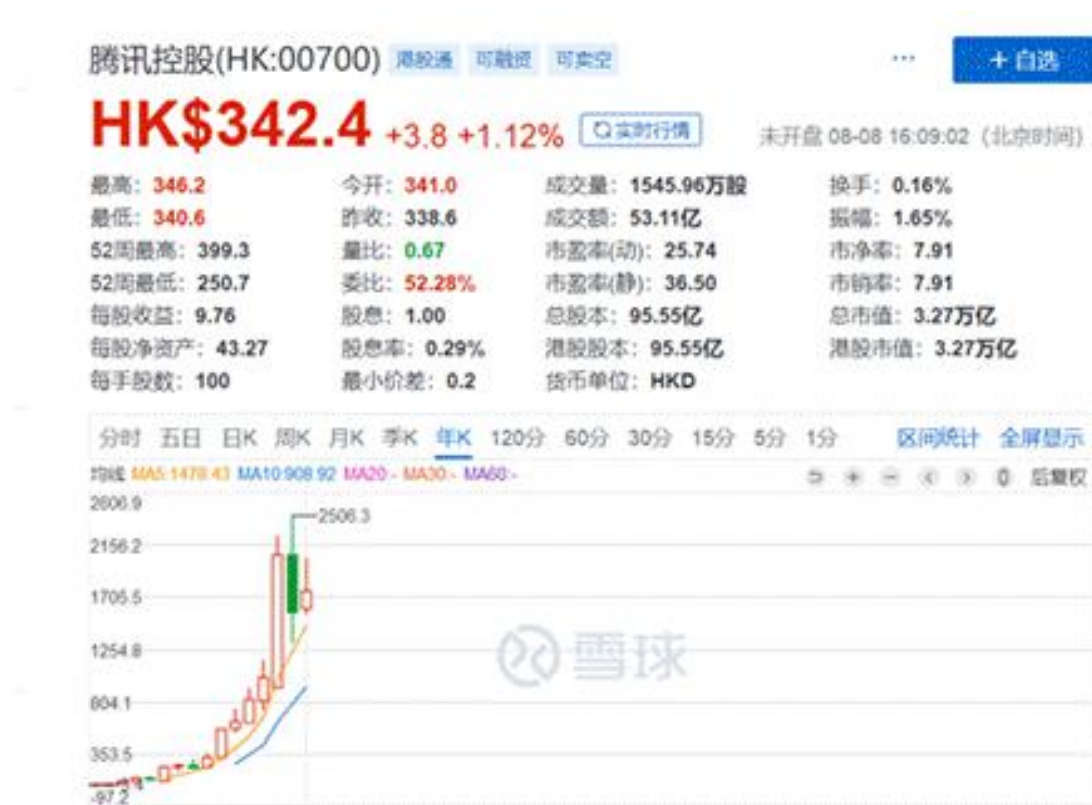 腾讯控股(HK:00700) 港股通 可融资 可卖空 ... +自选
HK$342.4 +3.8 +1.12% 实时行情 未开盘 08-08 16:09:02 (北京时间)
最高: 346.2 今开: 341.0 成交量: 1545.96万股 换手: 0.16%
最低: 340.6 昨收: 338.6 成交额: 53.11亿 振幅: 1.65%
52周最高: 399.3 量比: 0.67 市盈率(动): 25.74 市净率: 7.91
52周最低: 250.7 委比: 52.28% 市盈率(静): 36.50 市销率: 7.91
每股收益: 9.76 股息: 1.00 总股本: 95.55亿 总市值: 3.27万亿
每股净资产: 43.27 股息率: 0.29% 港股股本: 95.55亿 港股市值: 3.27万亿
每手股数: 100 最小价差: 0.2 货币单位: HKD
分时 五日 日K 周K 月K 季K 年K 120分 60分 30分 15分 5分 1分 区间统计 全屏显示
均线 MA5:1478.43 MA10:908.92 MA20:- MA30:- MA60:- 后复权
2606.9
2506.3
2156.2
1705.5
1254.8
雪球
804.1
353.5
-97.2